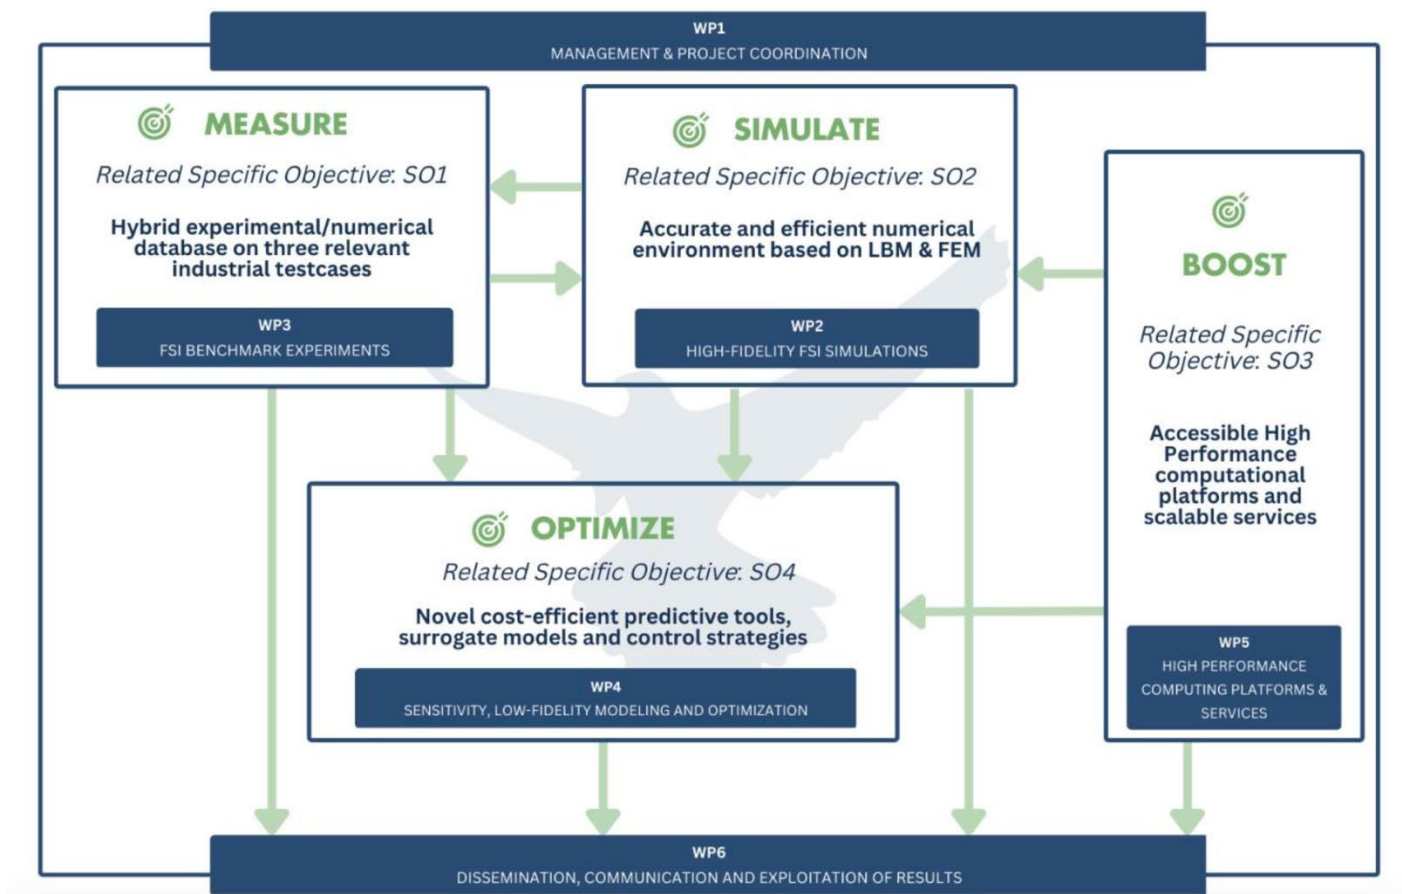 WP1
MANAGEMENT & PROJECT COORDINATION
MEASURE
Related Specific Objective: SO1
Hybrid experimental/numerical
database on three relevant
industrial testcases
WP3
FSI BENCHMARK EXPERIMENTS
SIMULATE
Related Specific Objective: SO2
Accurate and efficient numerical
environment based on LBM & FEM
WP2
HIGH-FIDELITY FSI SIMULATIONS
BOOST
Related Specific
Objective: SO3
Accessible High
Performance
computational
platforms and
scalable services
WP5
HIGH PERFORMANCE
COMPUTING PLATFORMS &
SERVICES
OPTIMIZE
Related Specific Objective: SO4
Novel cost-efficient predictive tools,
surrogate models and control strategies
WP4
SENSITIVITY, LOW-FIDELITY MODELING AND OPTIMIZATION
WP6
DISSEMINATION, COMMUNICATION AND EXPLOITATION OF RESULTS